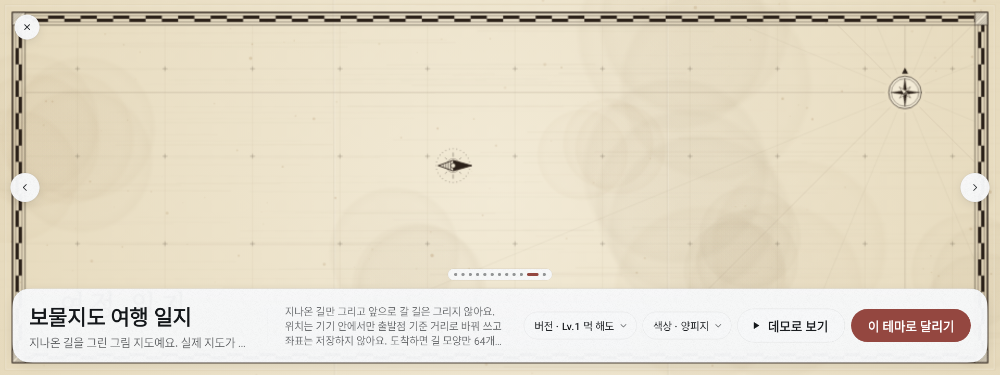 보물지도 여행 일지
지나온 길을 그린 그림 지도예요. 실제 지도가 ...
지나온 길만 그리고 앞으로 갈 길은 그리지 않아요.
위치는 기기 안에서만 출발점 기준 거리로 바꿔 쓰고
좌표는 저장하지 않아요. 도착하면 길 모양만 64개...
버전 · Lv.1 먹 해도
색상 · 양피지
데모로 보기
이 테마로 달리기